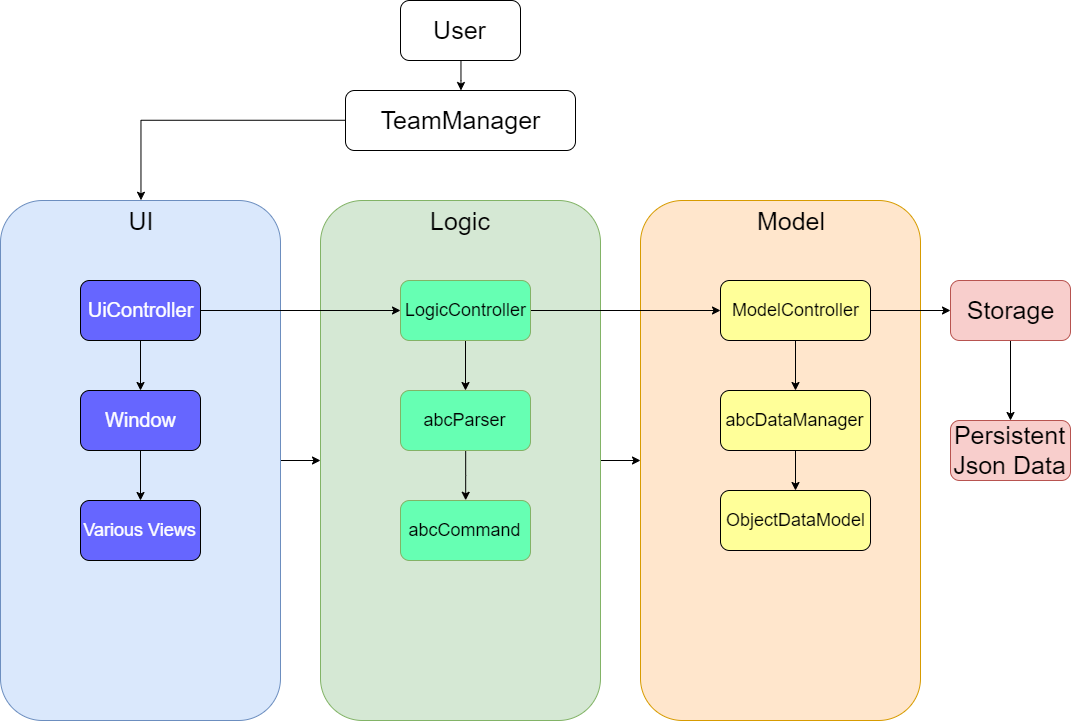 User
TeamManager
UI
Logic
Model
UiController
LogicController
ModelController
Storage
Window
abcParser
abcDataManager
Persistent
Json Data
Various Views
abcCommand
ObjectDataModel